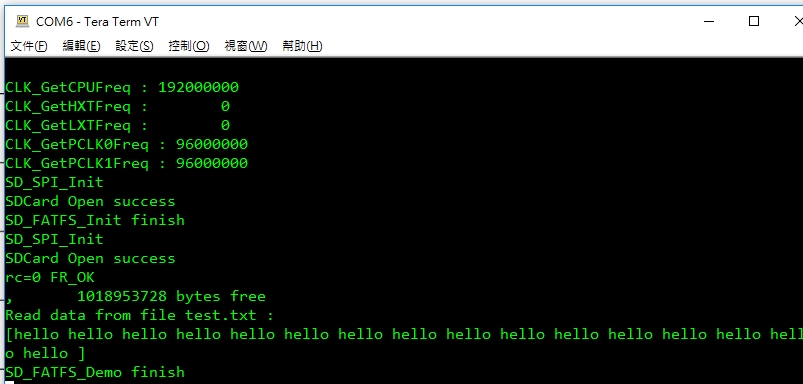 VT
COM6 - Tera Term VT
文件(F) 編輯(E) 設定(S) 控制(O) 視窗(W) 幫助(H)
CLK_GetCPUFreq : 192000000
CLK_GetHXTFreq :         0
CLK_GetLXTFreq :         0
CLK_GetPCLK0Freq : 96000000
CLK_GetPCLK1Freq : 96000000
SD_SPI_Init
SDCard Open success
SD_FATFS_Init finish
SD_SPI_Init
SDCard Open success
rc=0 FR_OK
,       1018953728 bytes free
Read data from file test.txt :
[hello hello hello hello hello hello hello hello hello hello hello hello hello hello hell
o hello ]
SD_FATFS_Demo finish